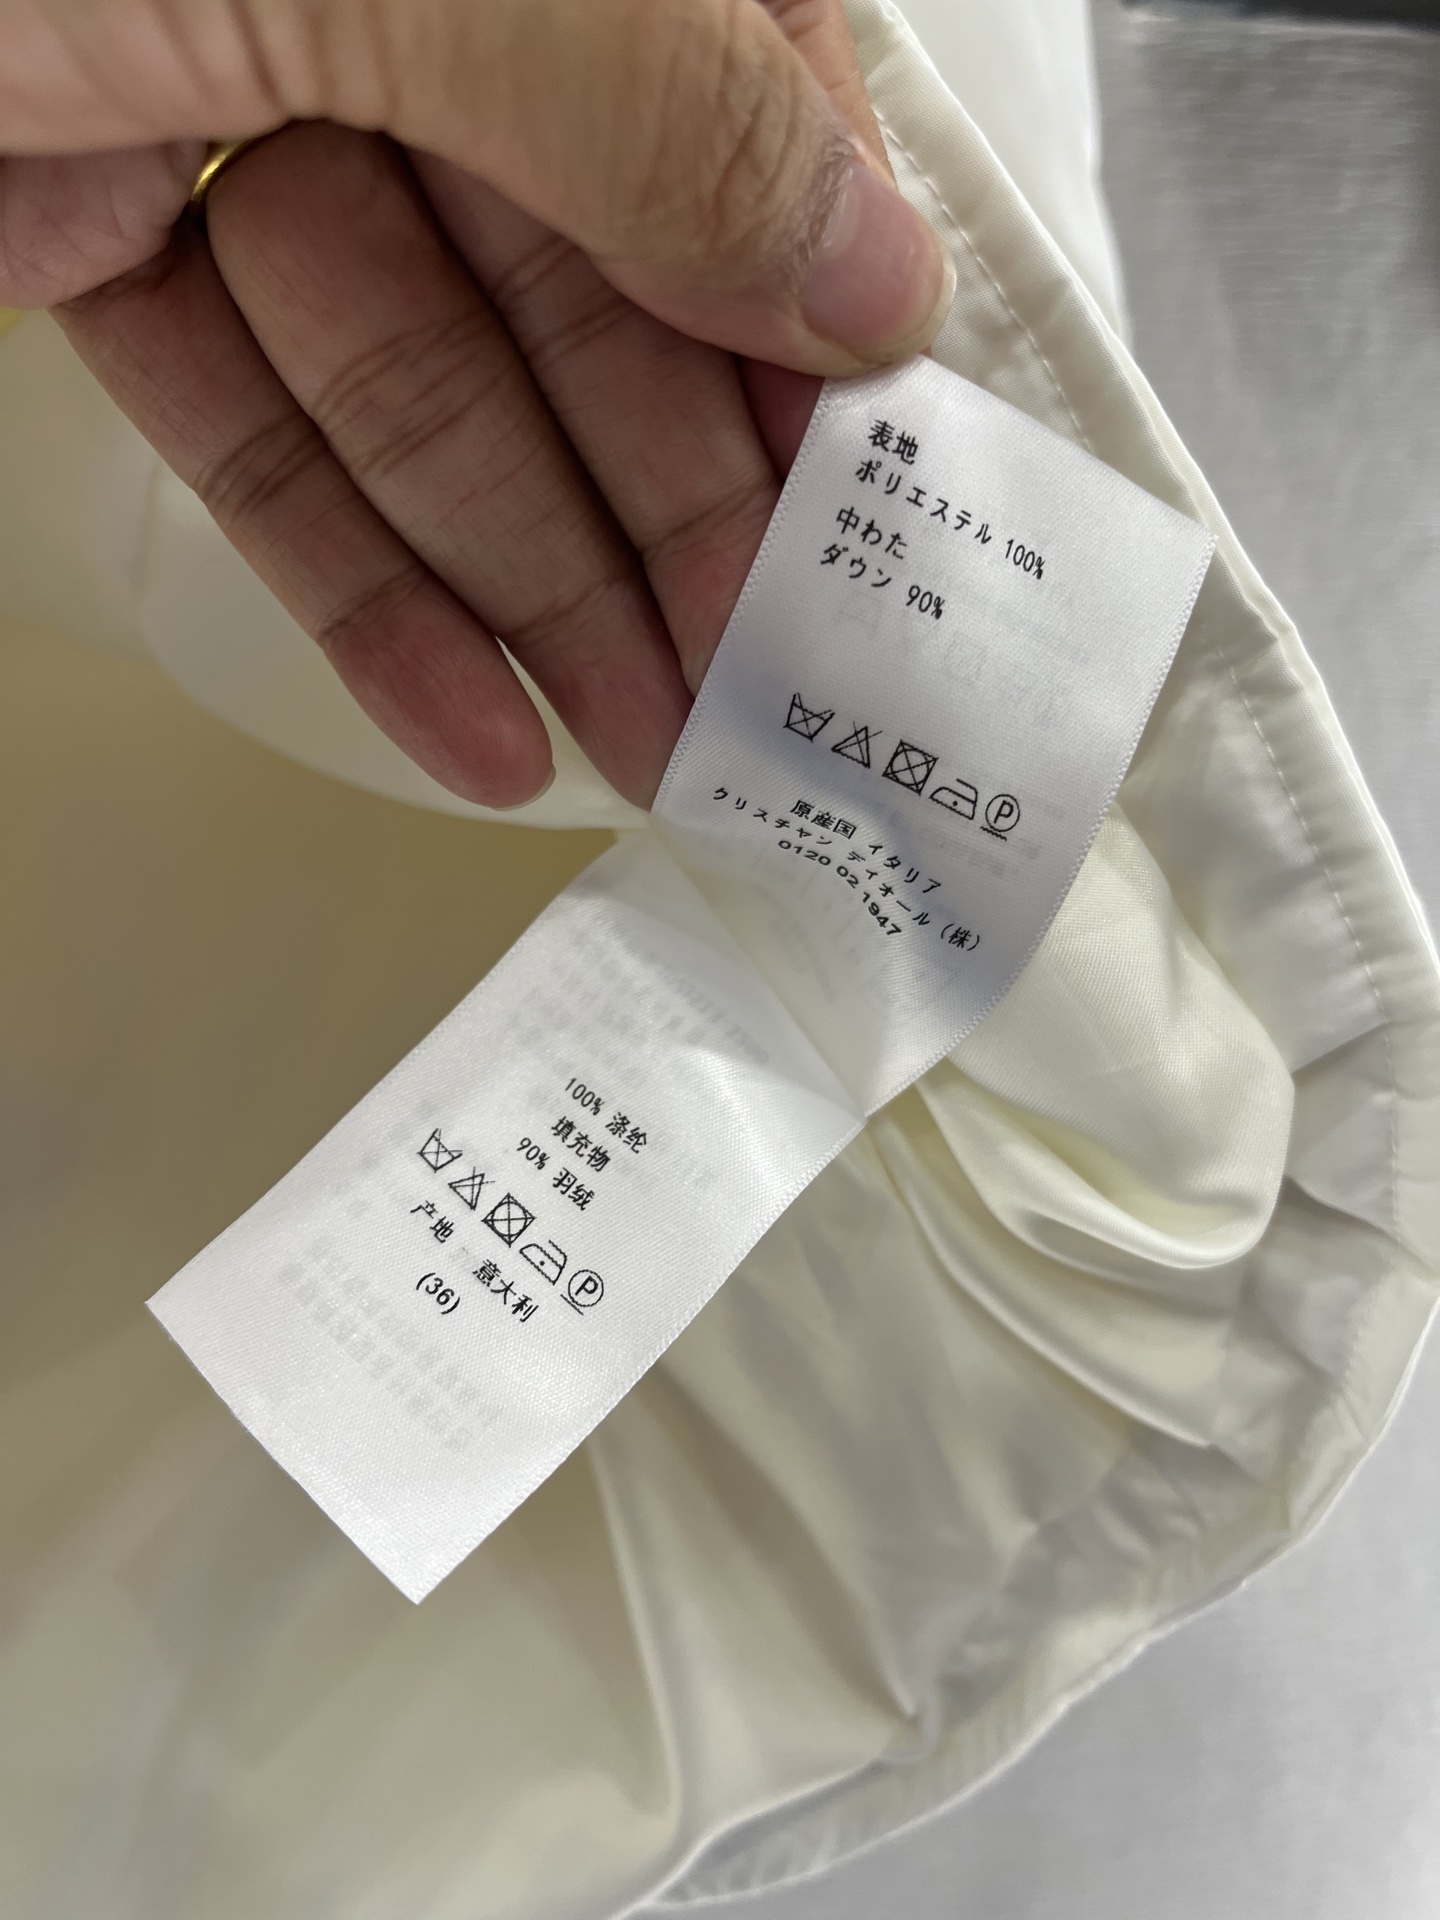 表地
ポリエステル 100%
中わた
ダウン 90%
P
原産国 イタリア
クリスチャン ディオール (株)
0120 02 1947
100% 涤纶
填充物
90% 羽绒
P
产地 意大利
(36)